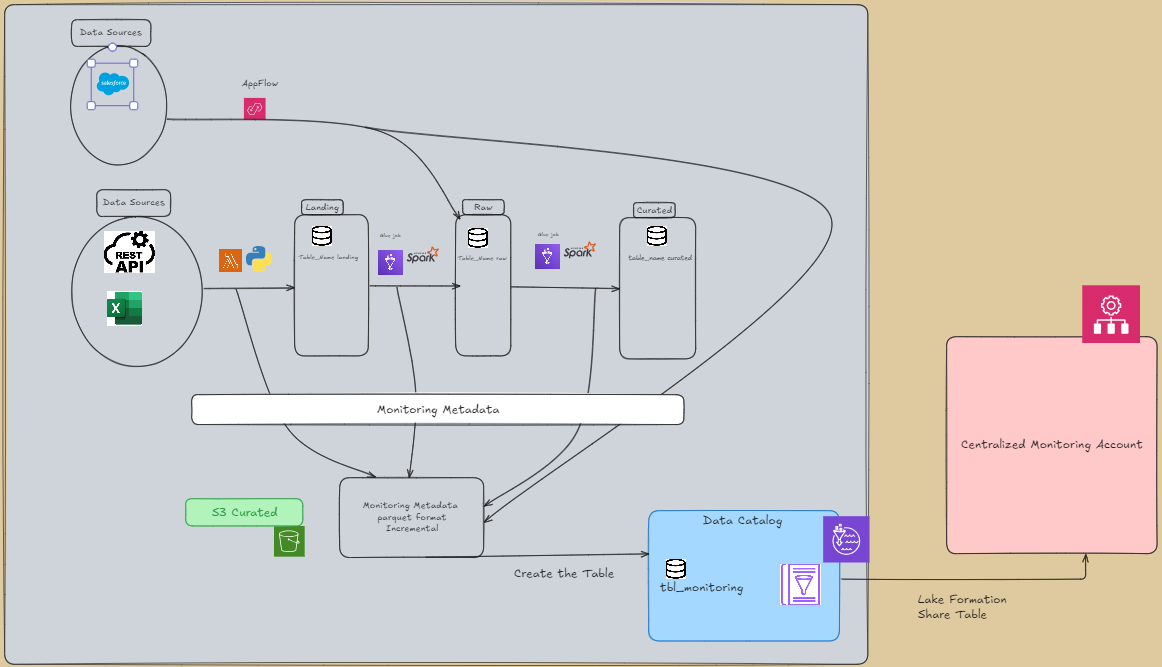 Data Sources
salesforce
AppFlow
Data Sources
REST
API
X
Landing
Table_Name landing
Glue job
Spark
Raw
Table_Name raw
Glue job
Spark
Curated
table_name curated
Monitoring Metadata
S3 Curated
Monitoring Metadata
parquet format
Incremental
Create the Table
Data Catalog
tbl_monitoring
Centralized Monitoring Account
Lake Formation
Share Table